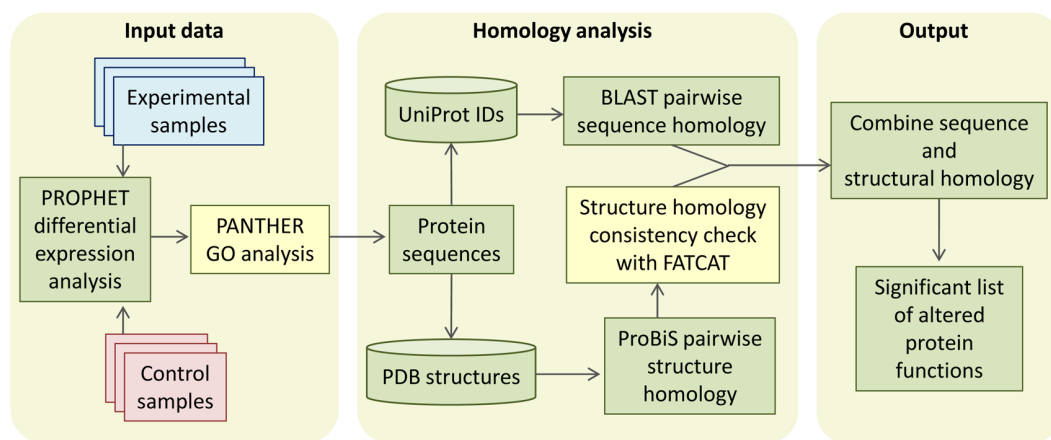 Input data
Experimental
samples
PROPHET
differential
expression
analysis
PANTHER
GO analysis
Control
samples
Homology analysis
UniProt IDs
BLAST pairwise
sequence homology
Protein
sequences
Structure homology
consistency check
with FATCAT
PDB structures
ProBiS pairwise
structure
homology
Output
Combine sequence
and
structural homology
Significant list
of altered
protein
functions